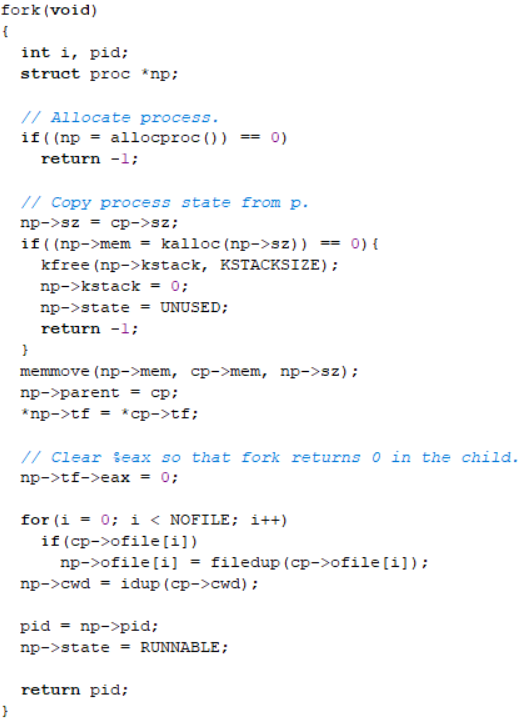 fork(void)
{
  int i, pid;
  struct proc *np;

  // Allocate process.
  if((np = allocproc()) == 0)
    return -1;

  // Copy process state from p.
  np->sz = cp->sz;
  if((np->mem = kalloc(np->sz)) == 0){
    kfree(np->kstack, KSTACKSIZE);
    np->kstack = 0;
    np->state = UNUSED;
    return -1;
  }
  memmove(np->mem, cp->mem, np->sz);
  np->parent = cp;
  *np->tf = *cp->tf;

  // Clear %eax so that fork returns 0 in the child.
  np->tf->eax = 0;

  for(i = 0; i < NOFILE; i++)
    if(cp->ofile[i])
      np->ofile[i] = filedup(cp->ofile[i]);
  np->cwd = idup(cp->cwd);

  pid = np->pid;
  np->state = RUNNABLE;

  return pid;
}